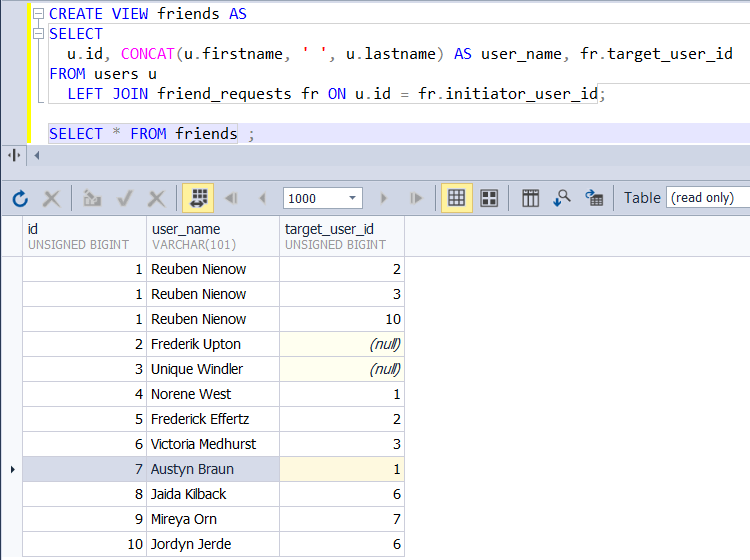 CREATE VIEW friends AS
SELECT
u.id, CONCAT(u.firstname, ' ', u.lastname) AS user_name, fr.target_user_id
FROM users u
LEFT JOIN friend_requests fr ON u.id = fr.initiator_user_id;
SELECT * FROM friends ;
1000 Table (read only)
id user_name target_user_id
UNSIGNED BIGINT VARCHAR(101) UNSIGNED BIGINT
1 Reuben Nienow 2
1 Reuben Nienow 3
1 Reuben Nienow 10
2 Frederik Upton (null)
3 Unique Windler (null)
4 Norene West 1
5 Frederick Effertz 2
6 Victoria Medhurst 3
7 Austyn Braun 1
8 Jaida Kilback 6
9 Mireya Orn 7
10 Jordyn Jerde 6